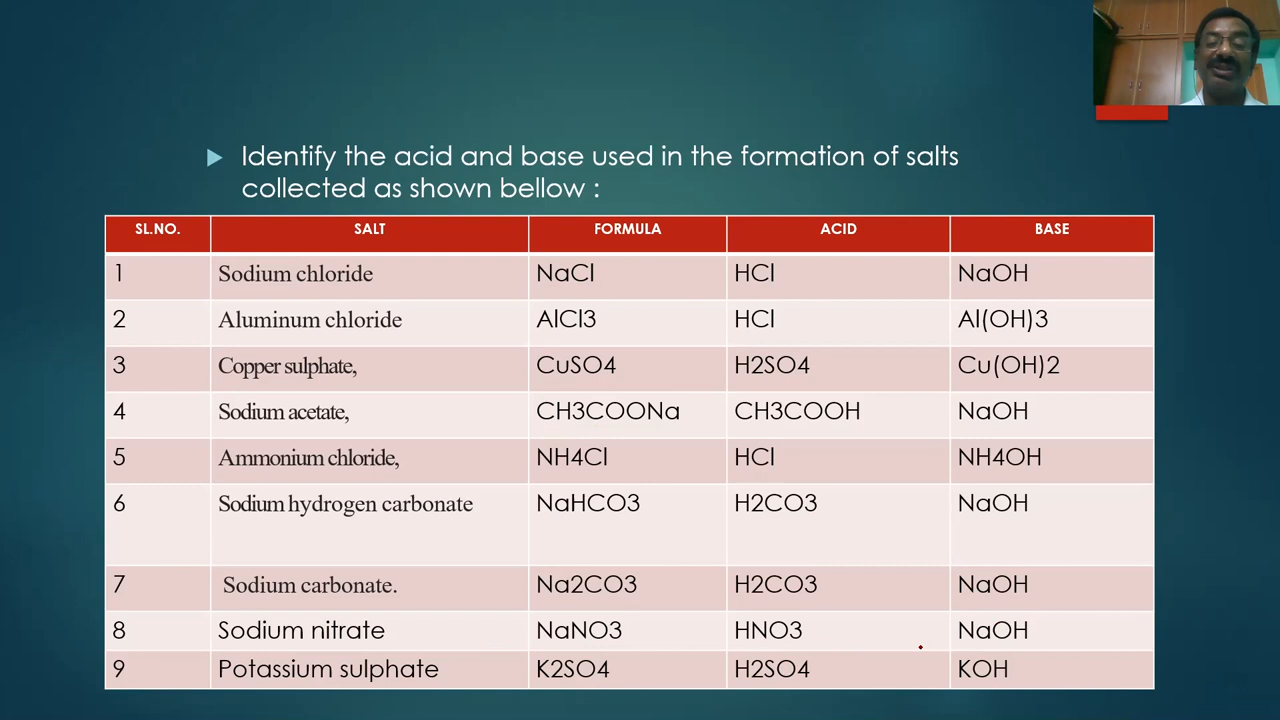 Identify the acid and base used in the formation of salts
collected as shown bellow :
SL.NO. SALT FORMULA ACID BASE
1 Sodium chloride NaCl HCl NaOH
2 Aluminum chloride AlCl3 HCl Al(OH)3
3 Copper sulphate, CuSO4 H2SO4 Cu(OH)2
4 Sodium acetate, CH3COONa CH3COOH NaOH
5 Ammonium chloride, NH4Cl HCl NH4OH
6 Sodium hydrogen carbonate NaHCO3 H2CO3 NaOH
7 Sodium carbonate. Na2CO3 H2CO3 NaOH
8 Sodium nitrate NaNO3 HNO3 NaOH
9 Potassium sulphate K2SO4 H2SO4 KOH